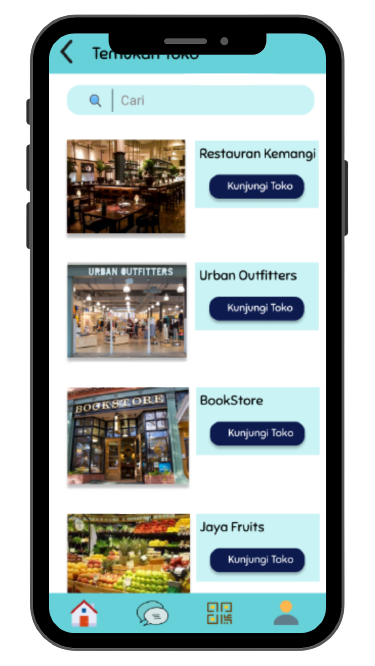 Temukan Toko
Cari
Restauran Kemangi
Kunjungi Toko
URBAN OUTFITTERS
Urban Outfitters
Kunjungi Toko
BOOKSTORE
BookStore
Kunjungi Toko
Jaya Fruits
Kunjungi Toko